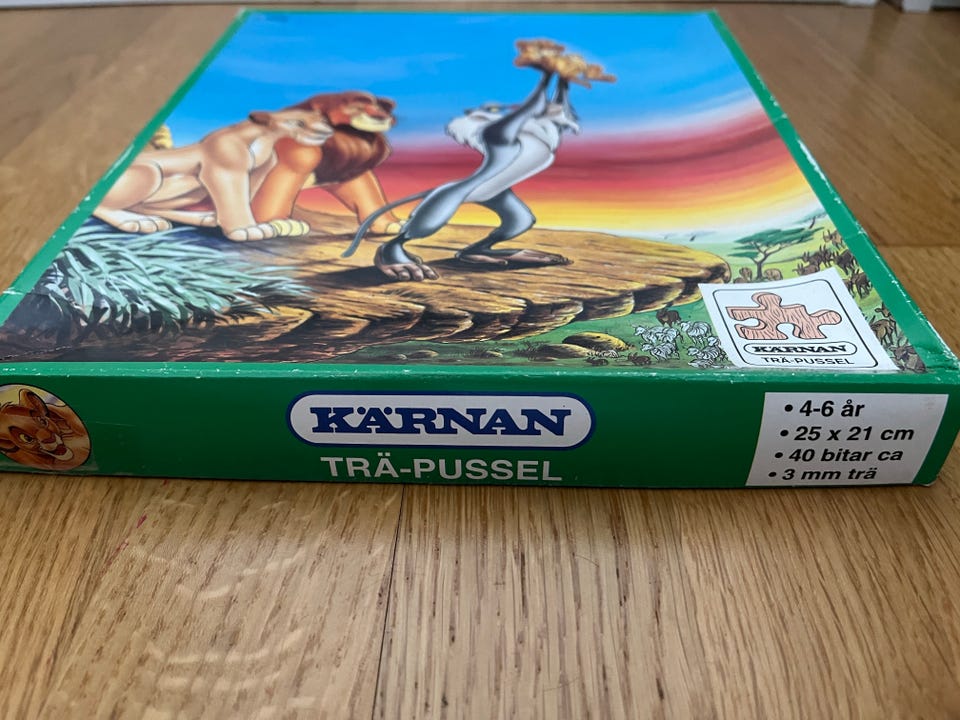 KÄRNAN
TRÄ-PUSSEL
KÄRNAN
TRÄ-PUSSEL
• 4-6 år
• 25 x 21 cm
• 40 bitar ca
• 3 mm trä